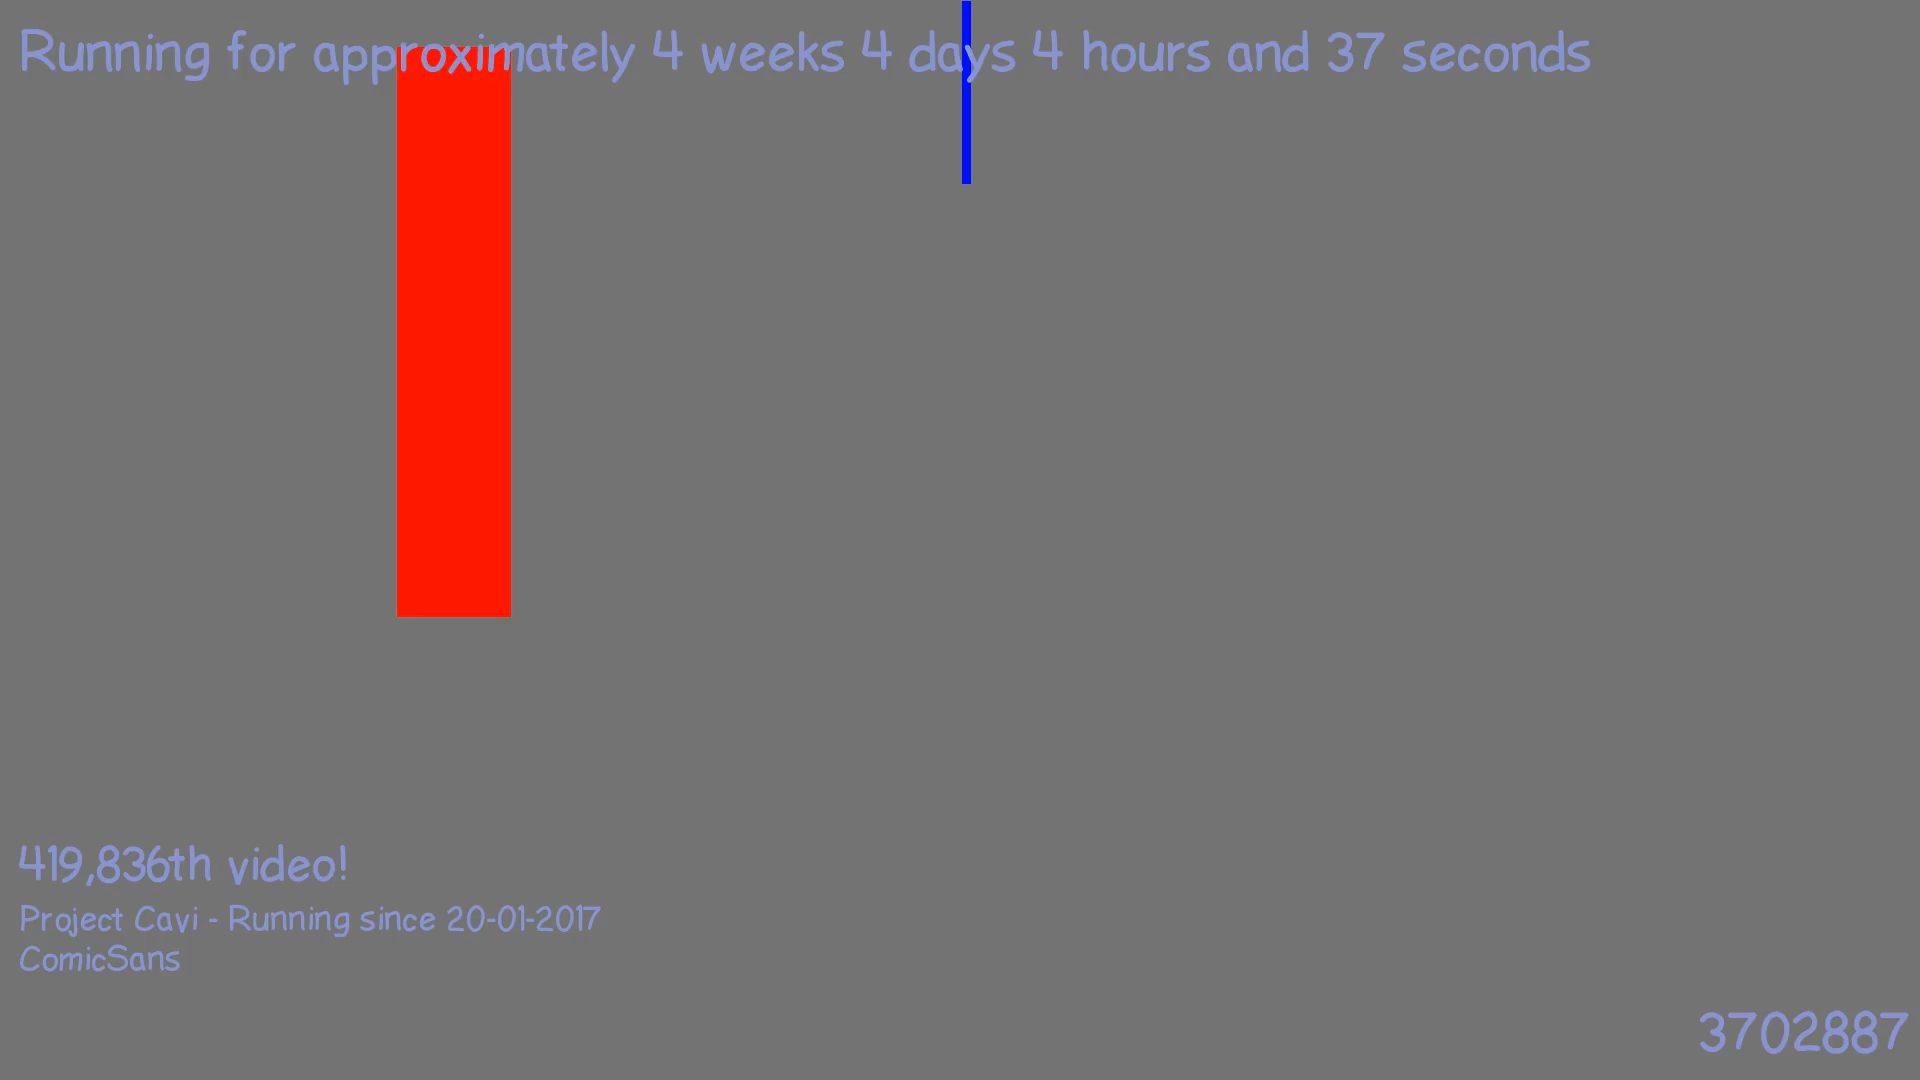 Running for approximately 4 weeks 4 days 4 hours and 37 seconds
419,836th video!
Project Cavi - Running since 20-01-2017
ComicSans
3702887